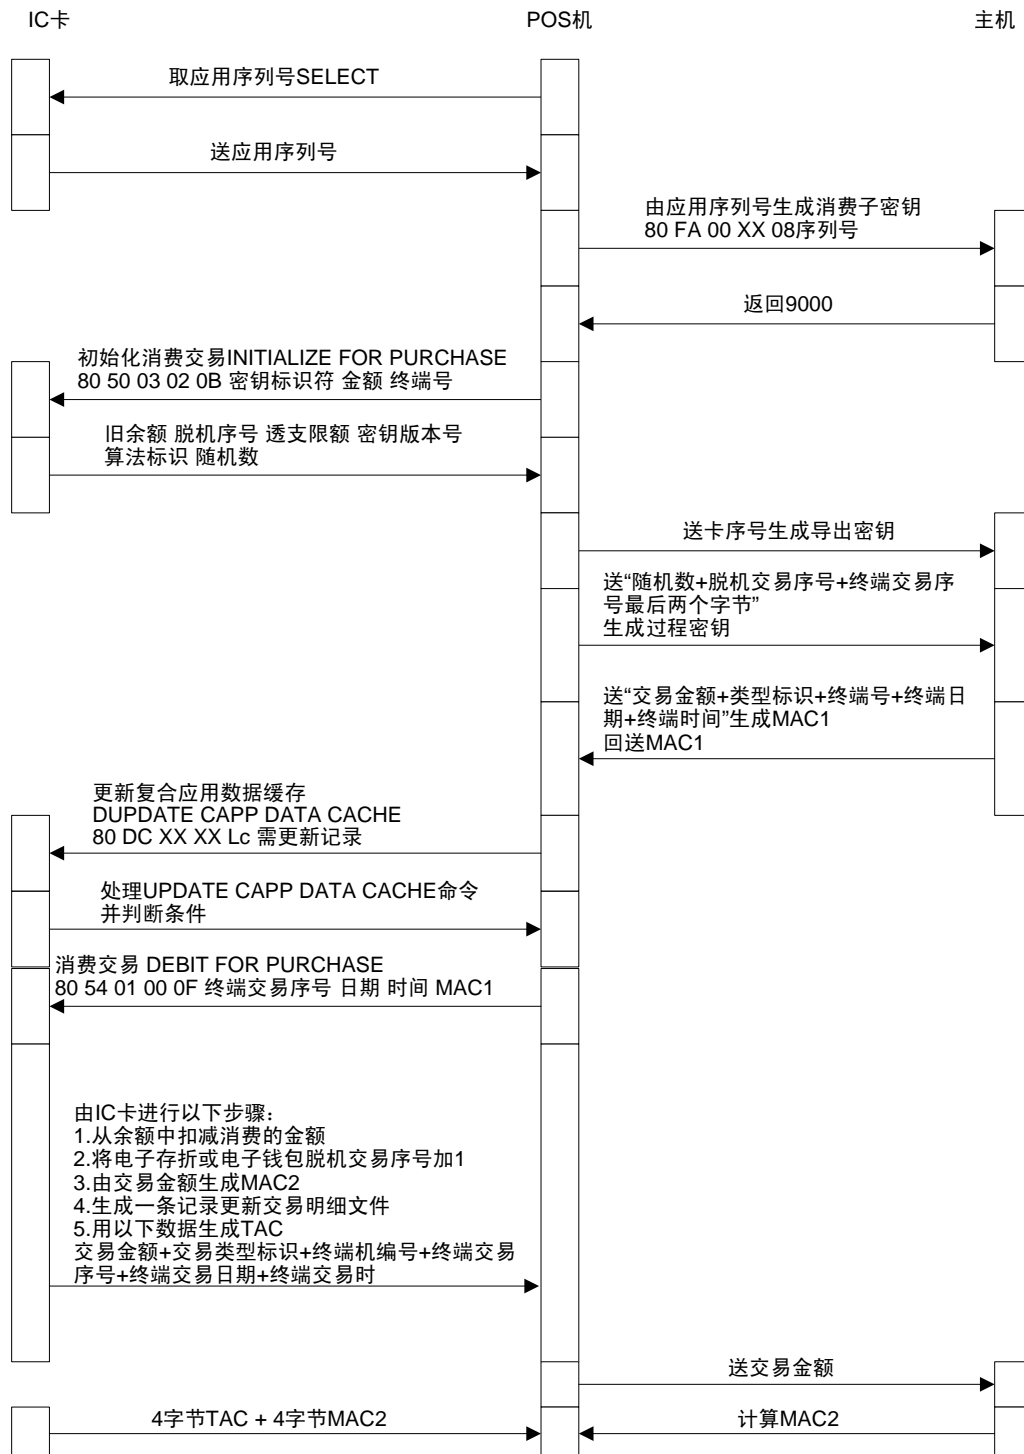 IC卡
POS机
主机
取应用序列号SELECT
送应用序列号
由应用序列号生成消费子密钥
80 FA 00 XX 08序列号
返回9000
初始化消费交易INITIALIZE FOR PURCHASE
80 50 03 02 0B 密钥标识符 金额 终端号
旧余额 脱机序号 透支限额 密钥版本号
算法标识 随机数
送卡序号生成导出密钥
送“随机数+脱机交易序号+终端交易序
号最后两个字节”
生成过程密钥
送“交易金额+类型标识+终端号+终端日
期+终端时间”生成MAC1
回送MAC1
更新复合应用数据缓存
DUPDATE CAPP DATA CACHE
80 DC XX XX Lc 需更新记录
处理UPDATE CAPP DATA CACHE命令
并判断条件
消费交易 DEBIT FOR PURCHASE
80 54 01 00 0F 终端交易序号 日期 时间 MAC1
由IC卡进行以下步骤：
1.从余额中扣减消费的金额
2.将电子存折或电子钱包脱机交易序号加1
3.由交易金额生成MAC2
4.生成一条记录更新交易明细文件
5.用以下数据生成TAC
交易金额+交易类型标识+终端机编号+终端交易
序号+终端交易日期+终端交易时
送交易金额
4字节TAC + 4字节MAC2
计算MAC2